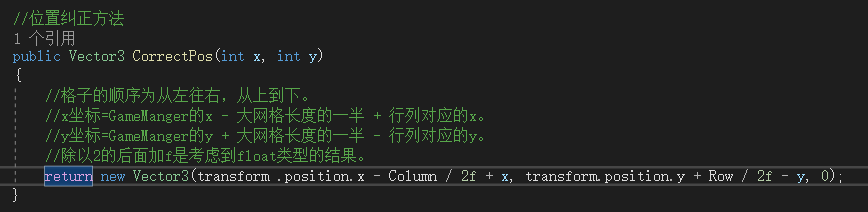 //位置纠正方法
1 个引用
public Vector3 CorrectPos(int x, int y)
{
//格子的顺序为从左往右，从上到下。
//x坐标=GameManger的x - 大网格长度的一半 + 行列对应的x。
//y坐标=GameManger的y + 大网格长度的一半 - 行列对应的y。
//除以2的后面加f是考虑到float类型的结果。
return new Vector3(transform .position.x - Column / 2f + x, transform.position.y + Row / 2f - y, 0);
}